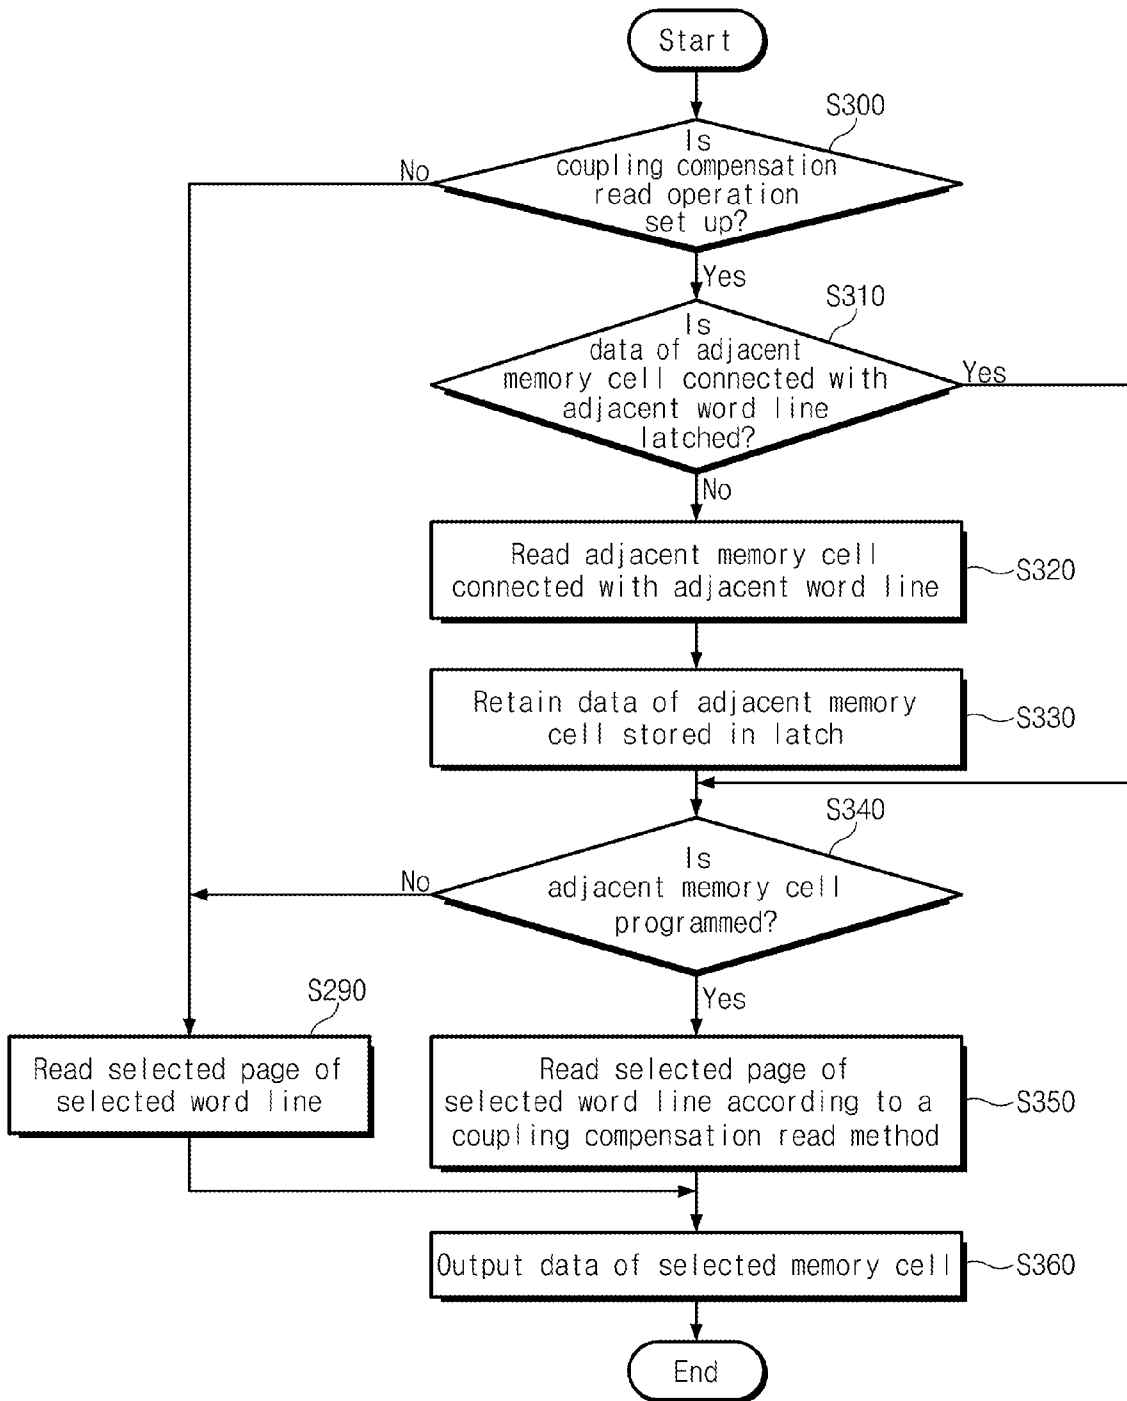 Start
S300
Is
coupling compensation
read operation
set up?
No
Yes
S310
Is
data of adjacent
memory cell connected with
adjacent word line
latched?
Yes
No
Read adjacent memory cell
connected with adjacent word line
S320
Retain data of adjacent memory
cell stored in latch
S330
S340
Is
adjacent memory cell
programmed?
No
Yes
S290
Read selected page of
selected word line
Read selected page of
selected word line according to a
coupling compensation read method
S350
Output data of selected memory cell
S360
End